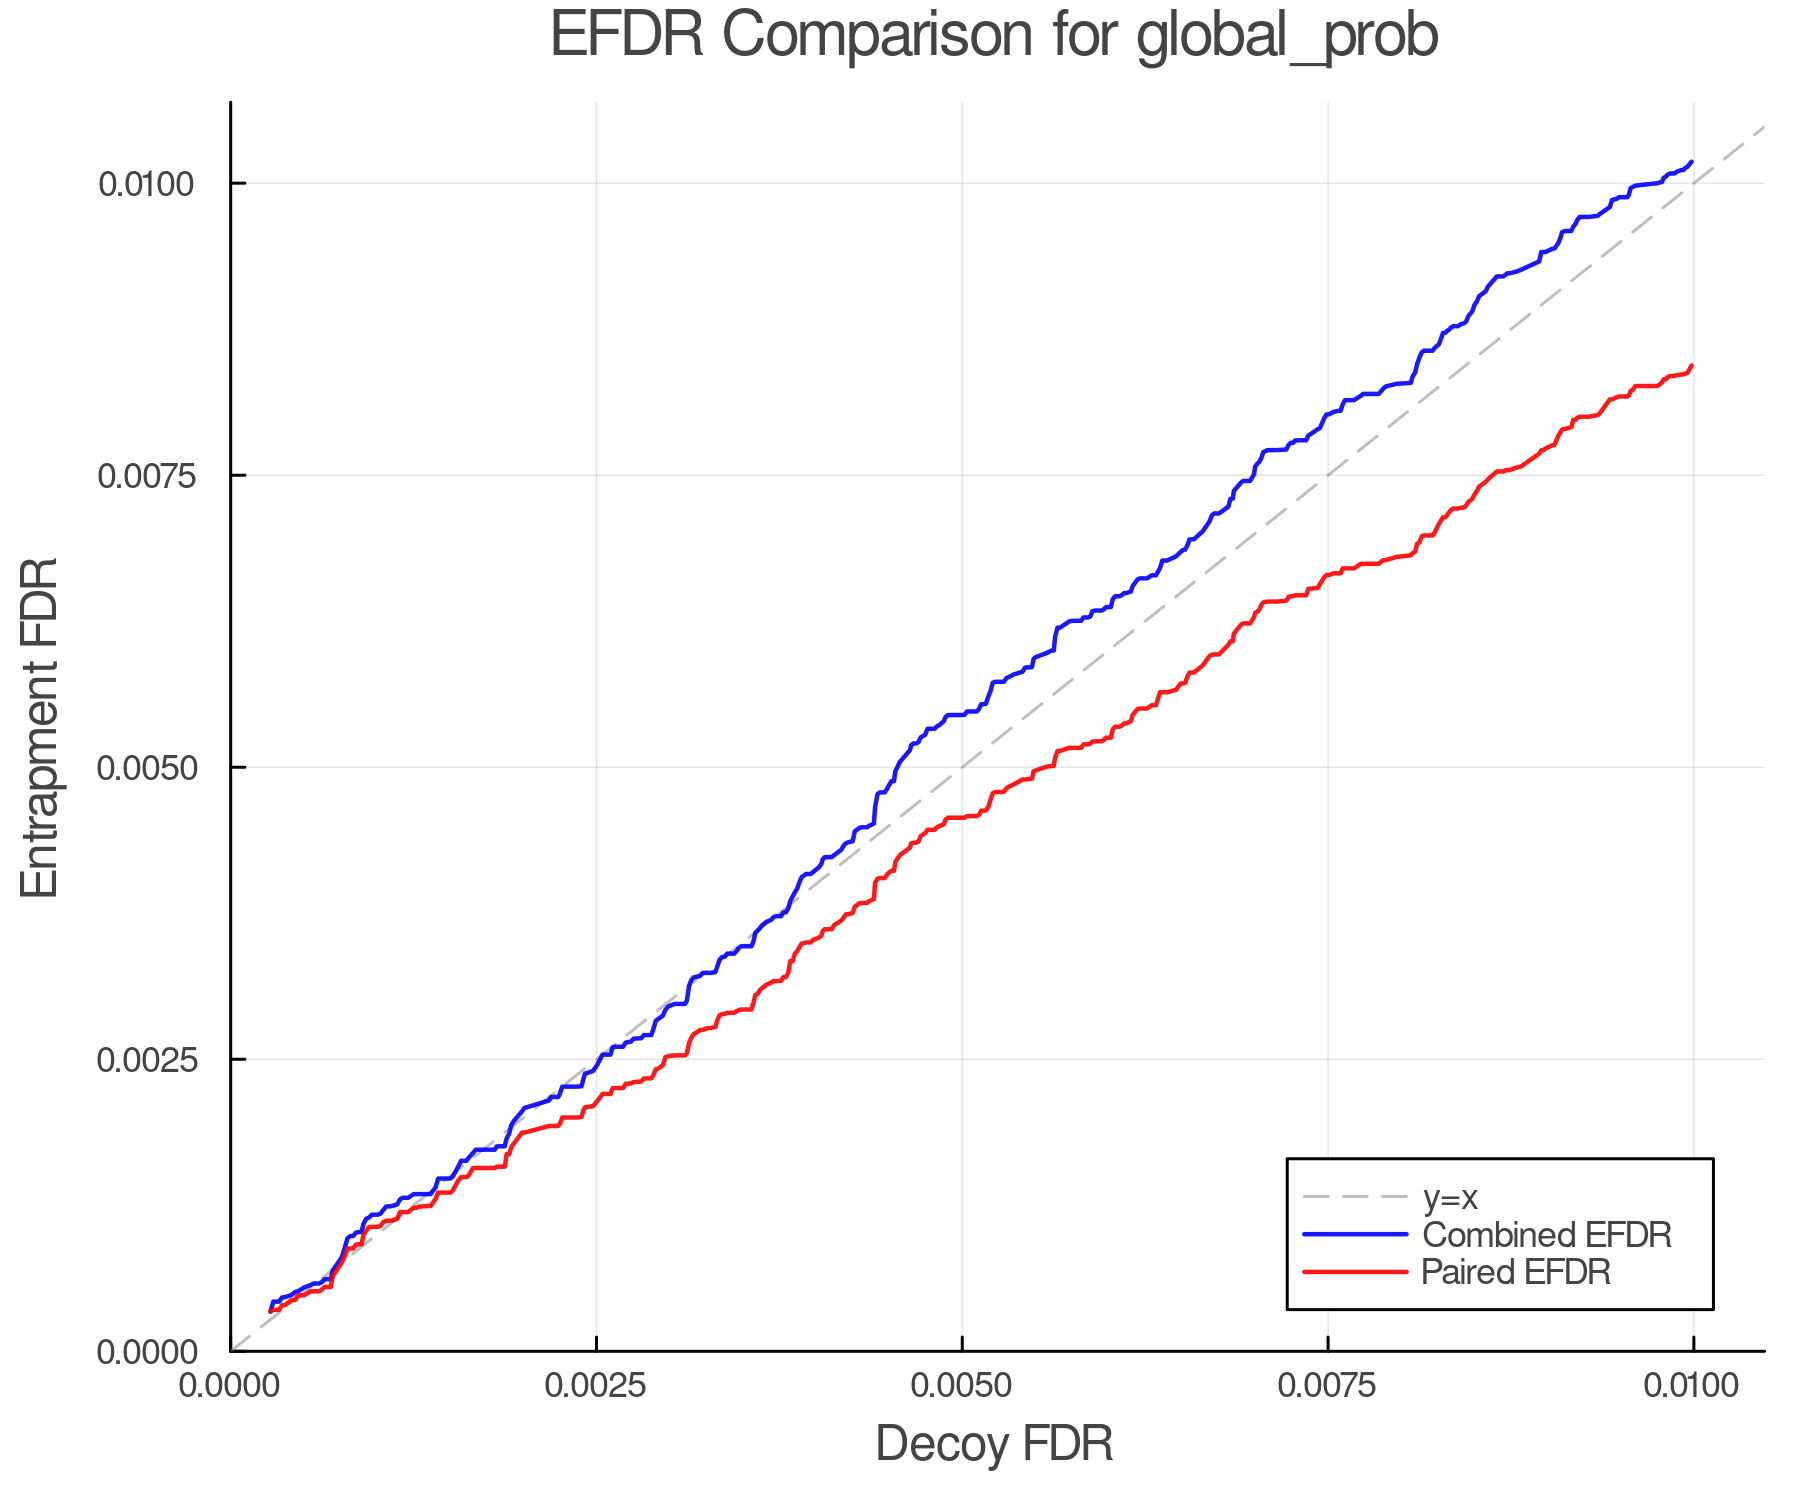 EFDR Comparison for global_prob
Entrapment FDR
0.0100
0.0075
0.0050
0.0025
0.0000
0.0000 0.0025 0.0050 0.0075 0.0100
Decoy FDR
y=x
Combined EFDR
Paired EFDR